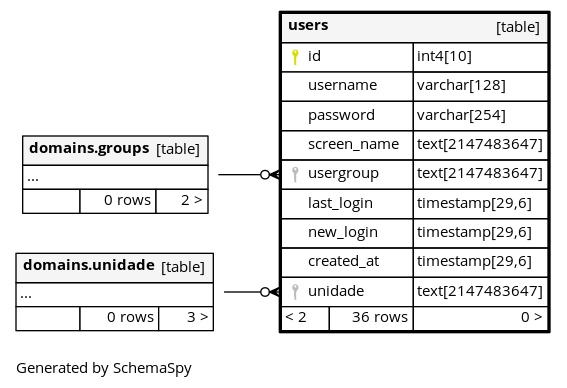 users [table]
id int4[10]
username varchar[128]
password varchar[254]
screen_name text[2147483647]
usergroup text[2147483647]
last_login timestamp[29,6]
new_login timestamp[29,6]
created_at timestamp[29,6]
unidade text[2147483647]
< 2 36 rows 0 >
domains.groups [table]
...
0 rows 2 >
domains.unidade [table]
...
0 rows 3 >
Generated by SchemaSpy